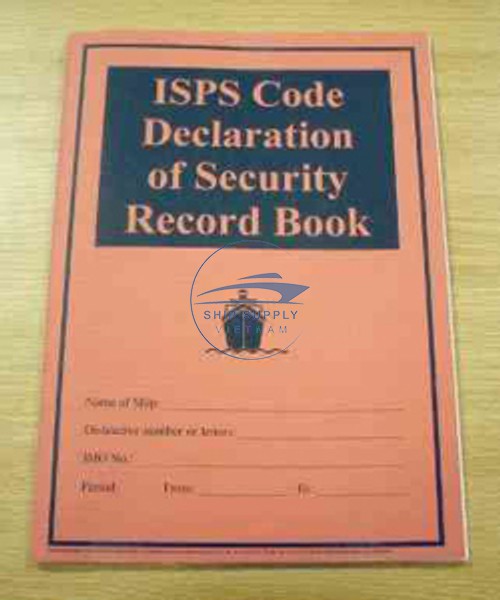 ISPS Code
Declaration
of Security
Record Book
SHIP SUPPLY
VIETNAM
Name of Ship:
Distinctive number or letters:
IMO No.:
Period From: To: